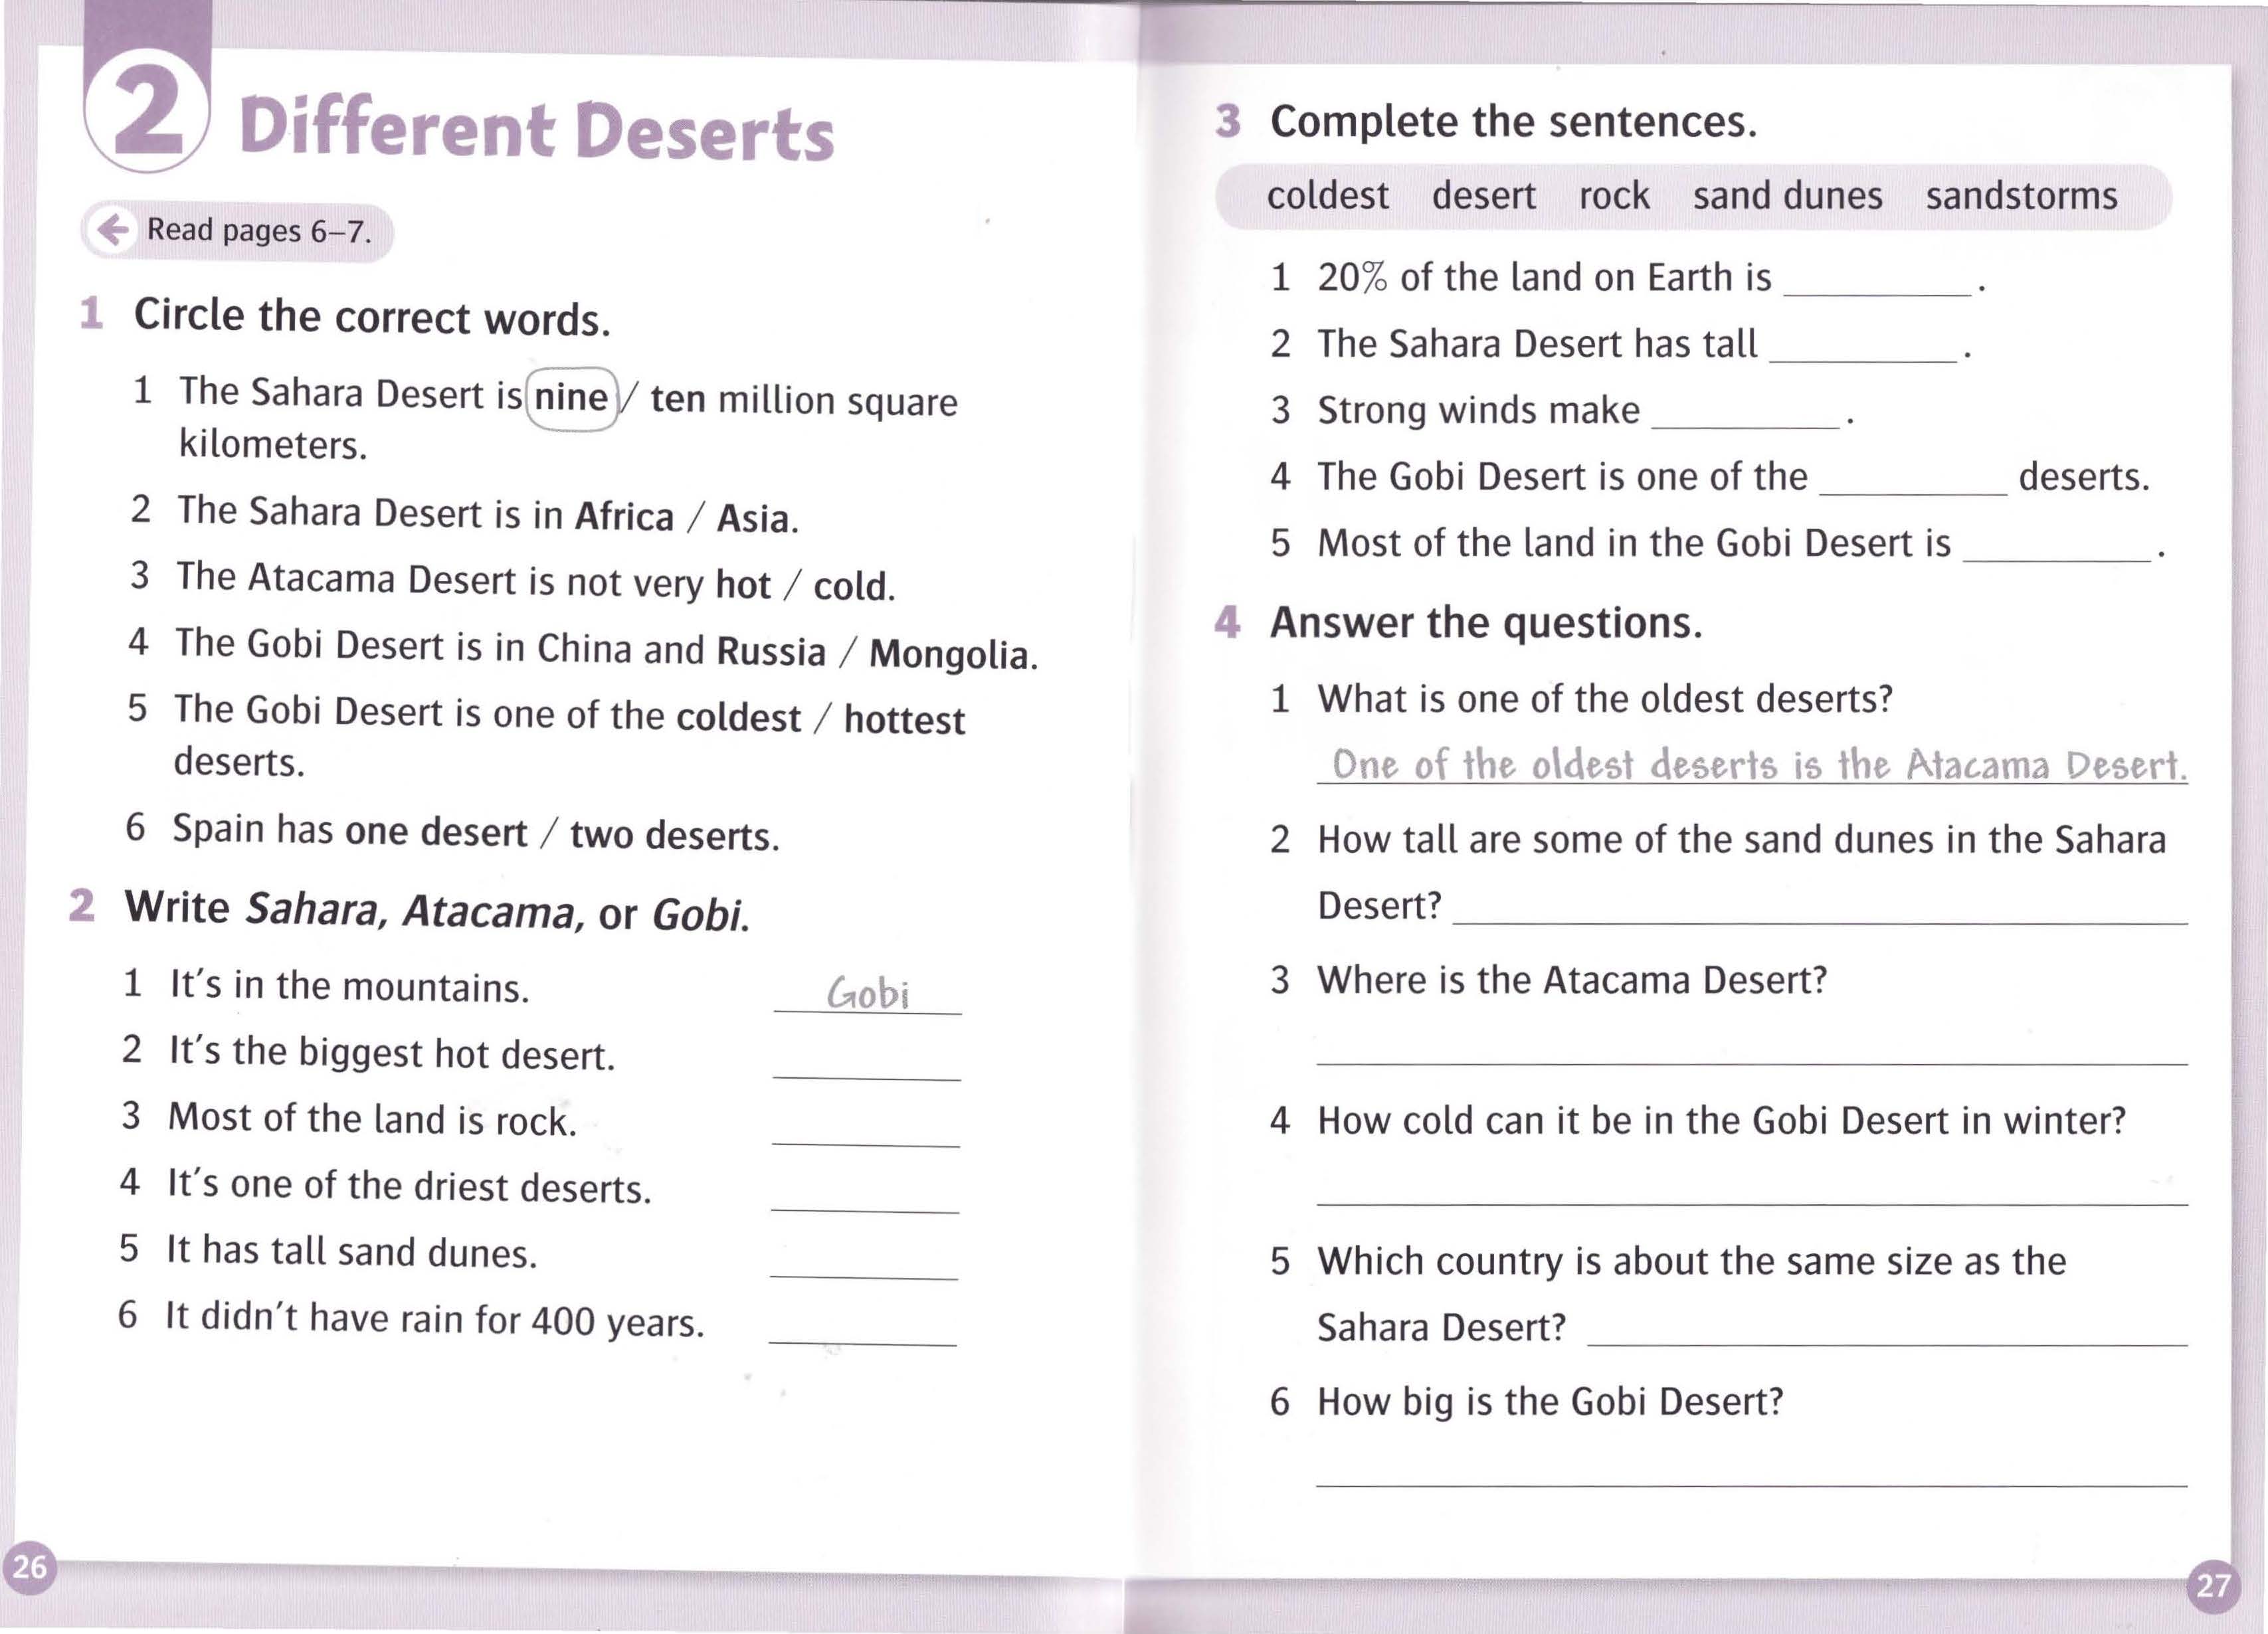 2 Different Deserts
Read pages 6–7.
1 Circle the correct words.
1 The Sahara Desert is nine / ten million square
kilometers.
2 The Sahara Desert is in Africa / Asia.
3 The Atacama Desert is not very hot / cold.
4 The Gobi Desert is in China and Russia / Mongolia.
5 The Gobi Desert is one of the coldest / hottest
deserts.
6 Spain has one desert / two deserts.
2 Write Sahara, Atacama, or Gobi.
1 It's in the mountains. Gobi
2 It's the biggest hot desert. ________
3 Most of the land is rock. ________
4 It's one of the driest deserts. ________
5 It has tall sand dunes. ________
6 It didn't have rain for 400 years. ________
26
3 Complete the sentences.
coldest desert rock sand dunes sandstorms
1 20% of the land on Earth is ________ .
2 The Sahara Desert has tall ________ .
3 Strong winds make ________ .
4 The Gobi Desert is one of the ________ deserts.
5 Most of the land in the Gobi Desert is ________ .
4 Answer the questions.
1 What is one of the oldest deserts?
One of the oldest deserts is the Atacama Desert.
2 How tall are some of the sand dunes in the Sahara
Desert? ________
3 Where is the Atacama Desert?
4 How cold can it be in the Gobi Desert in winter?
5 Which country is about the same size as the
Sahara Desert? ________
6 How big is the Gobi Desert?
27